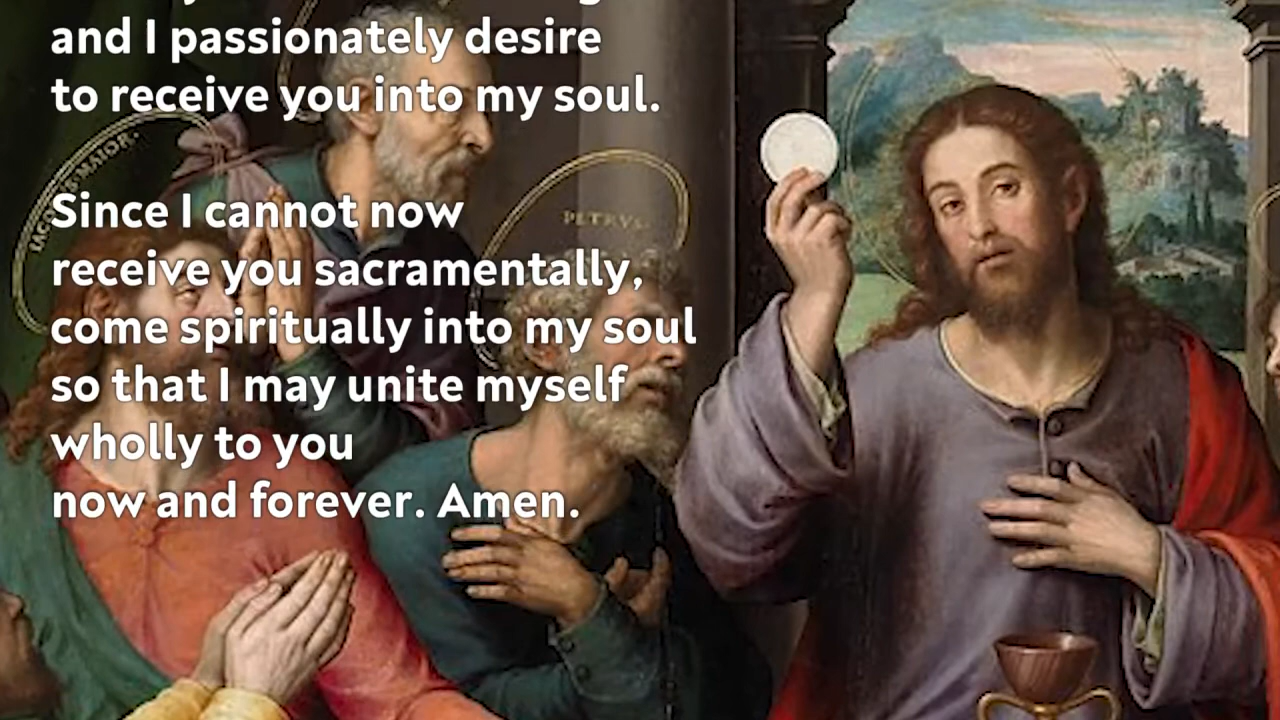 and I passionately desire
to receive you into my soul.
Since I cannot now
receive you sacramentally,
come spiritually into my soul
so that I may unite myself
wholly to you
now and forever. Amen.
MAIOR
PETRVS